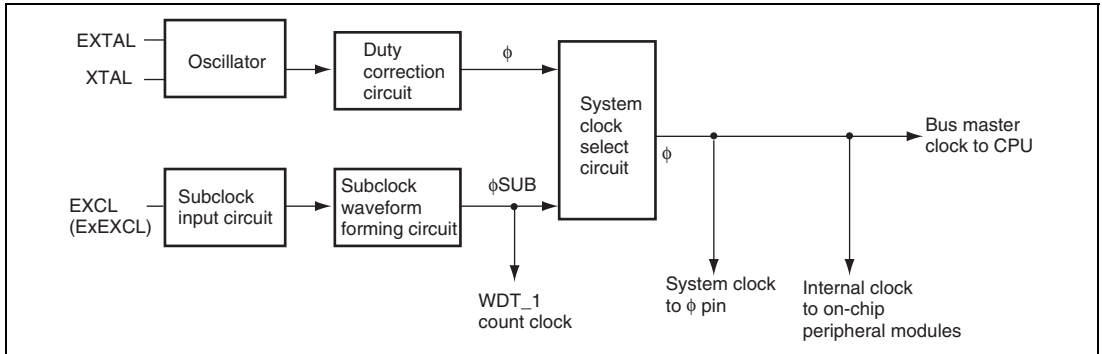 EXTAL
XTAL
Oscillator
Duty
correction
circuit
ϕ
System
clock
select
circuit
ϕ
Bus master
clock to CPU
EXCL
(ExEXCL)
Subclock
input circuit
Subclock
waveform
forming circuit
ϕSUB
WDT_1
count clock
System clock
to ϕ pin
Internal clock
to on-chip
peripheral modules